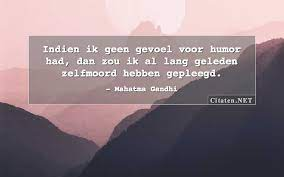 Indien ik geen gevoel voor humor
had, dan zou ik al lang geleden
zelfmoord hebben gepleegd.
– Mahatma Gandhi
Citaten.NET